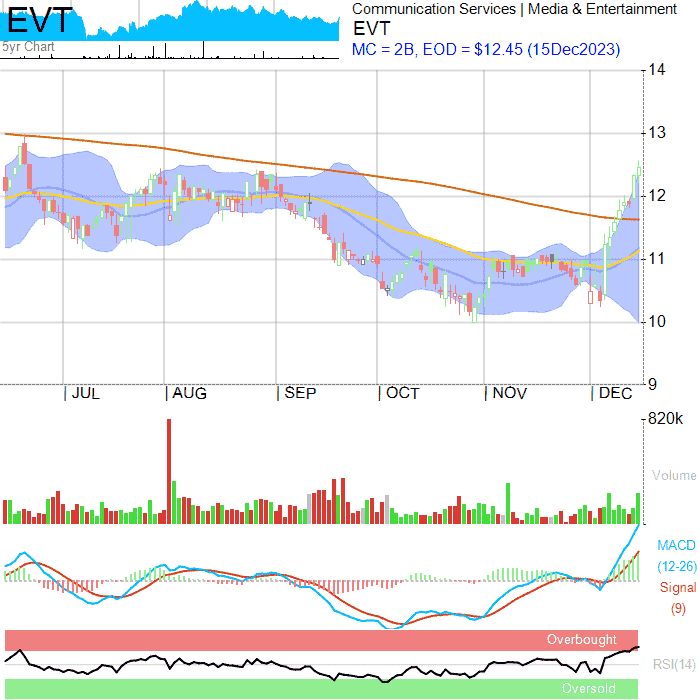 EVT
5yr Chart
Communication Services | Media & Entertainment
EVT
MC = 2B, EOD = $12.45 (15Dec2023)
14
13
12
11
10
9
JUL AUG SEP OCT NOV DEC
820k
Volume
MACD
(12-26)
Signal
(9)
Overbought
RSI(14)
Oversold